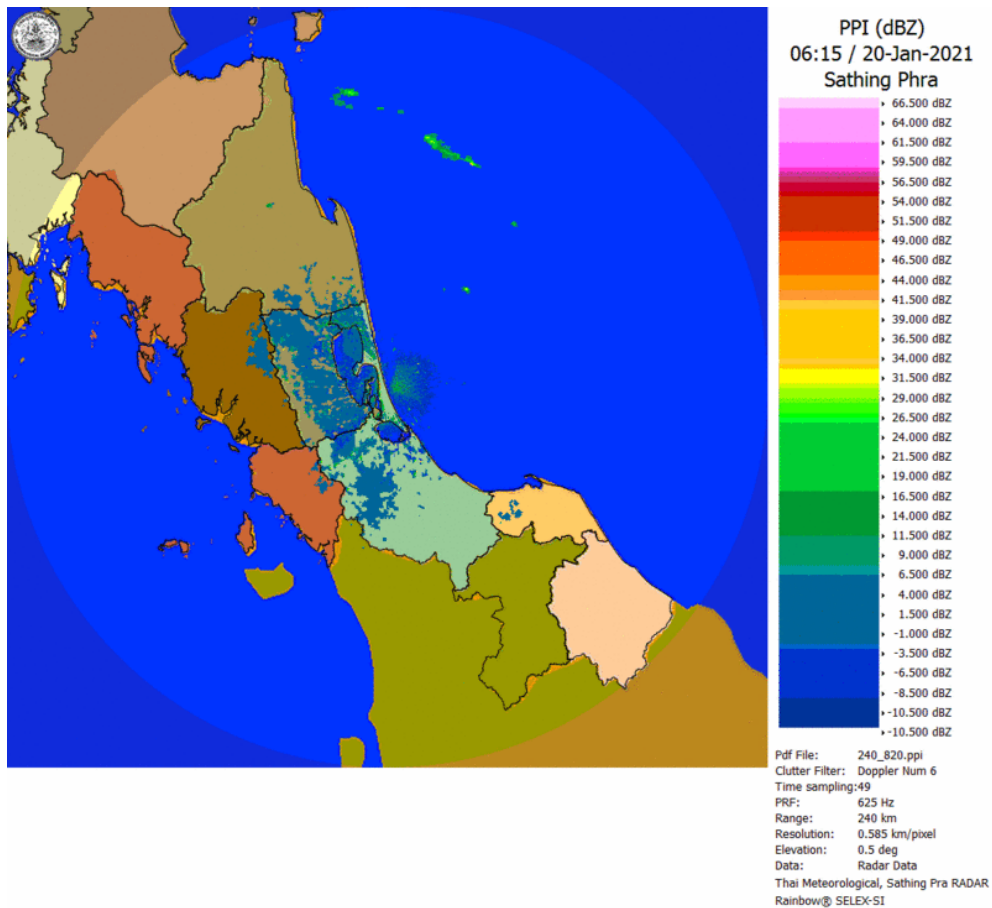 PPI (dBZ)
06:15 / 20-Jan-2021
Sathing Phra
66.500 dBZ
64.000 dBZ
61.500 dBZ
59.500 dBZ
56.500 dBZ
54.000 dBZ
51.500 dBZ
49.000 dBZ
46.500 dBZ
44.000 dBZ
41.500 dBZ
39.000 dBZ
36.500 dBZ
34.000 dBZ
31.500 dBZ
29.000 dBZ
26.500 dBZ
24.000 dBZ
21.500 dBZ
19.000 dBZ
16.500 dBZ
14.000 dBZ
11.500 dBZ
9.000 dBZ
6.500 dBZ
4.000 dBZ
1.500 dBZ
-1.000 dBZ
-3.500 dBZ
-6.500 dBZ
-8.500 dBZ
-10.500 dBZ
-10.500 dBZ
Pdf File: 240_820.ppi
Clutter Filter: Doppler Num 6
Time sampling:49
PRF: 625 Hz
Range: 240 km
Resolution: 0.585 km/pixel
Elevation: 0.5 deg
Data: Radar Data
Thai Meteorological, Sathing Pra RADAR
Rainbow® SELEX-SI